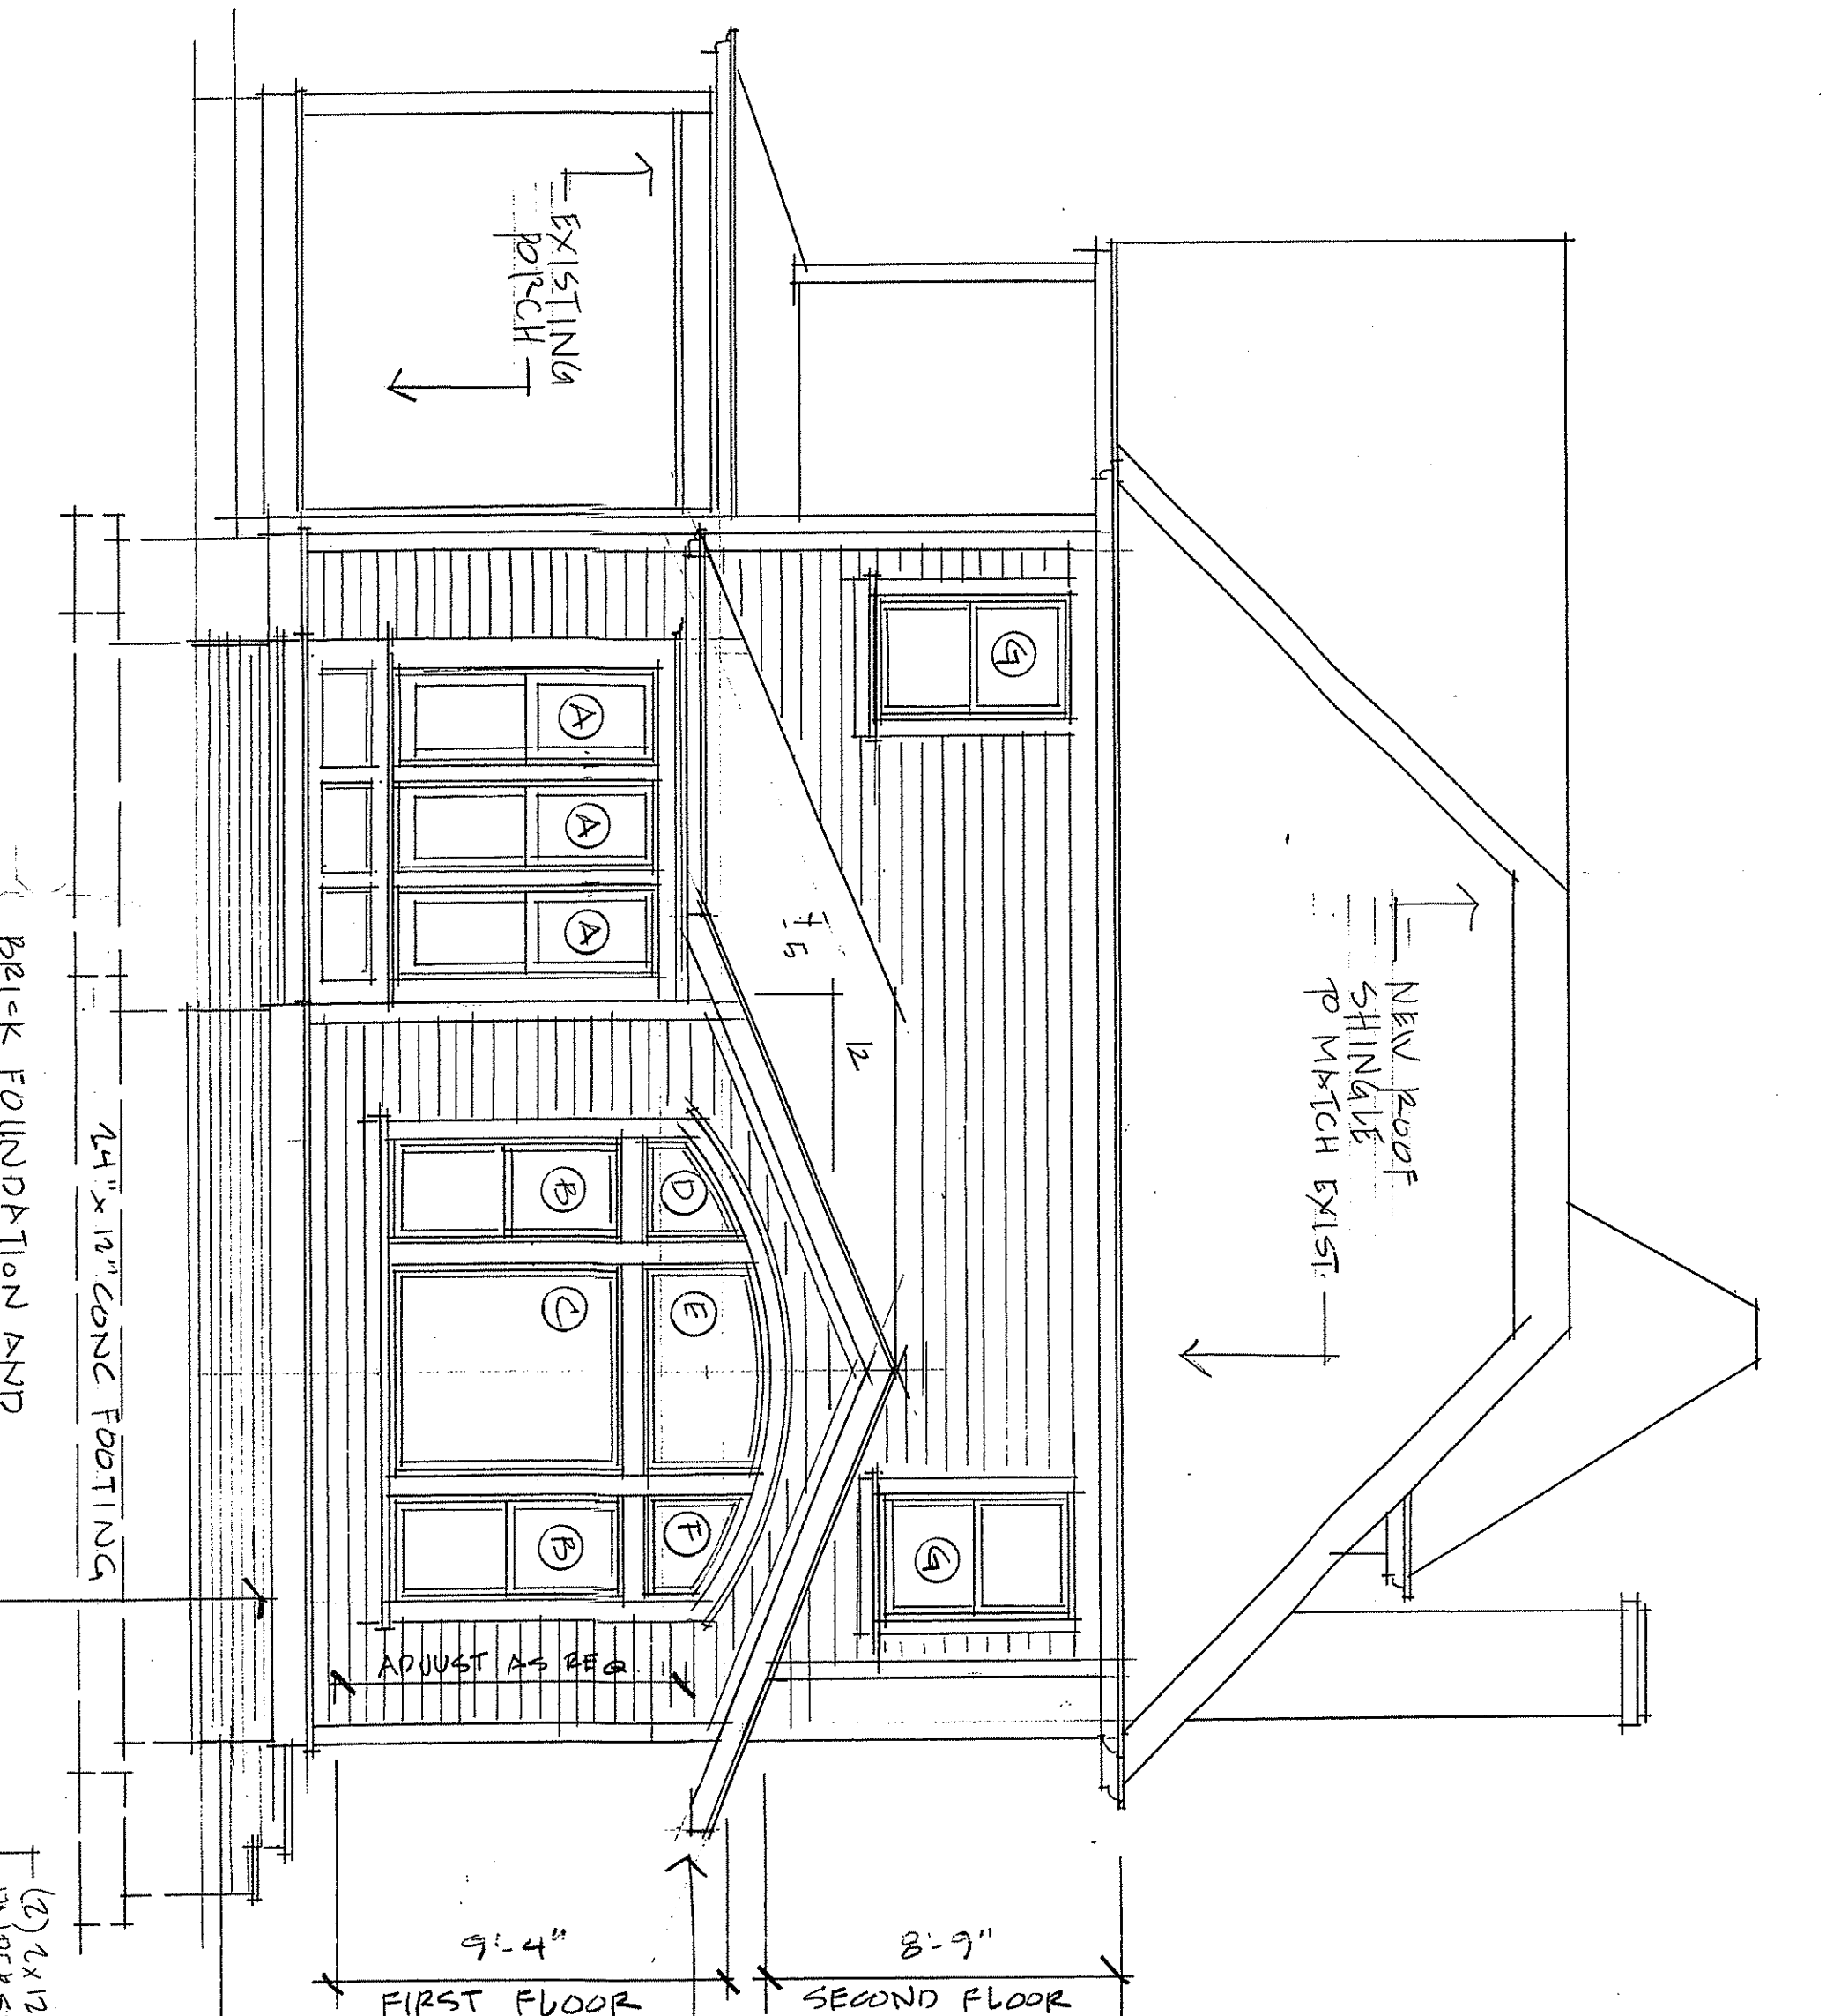 NEW ROOF
SHINGLE
TO MATCH EXIST.
EXISTING
PORCH
G
G
7.5
12
A
A
A
D
E
F
B
C
B
ADJUST AS REQ
8'-9"
SECOND FLOOR
9'-4"
FIRST FLOOR
24" x 12" CONC FOOTING
BRICK FOUNDATION AND
(2) 2x12